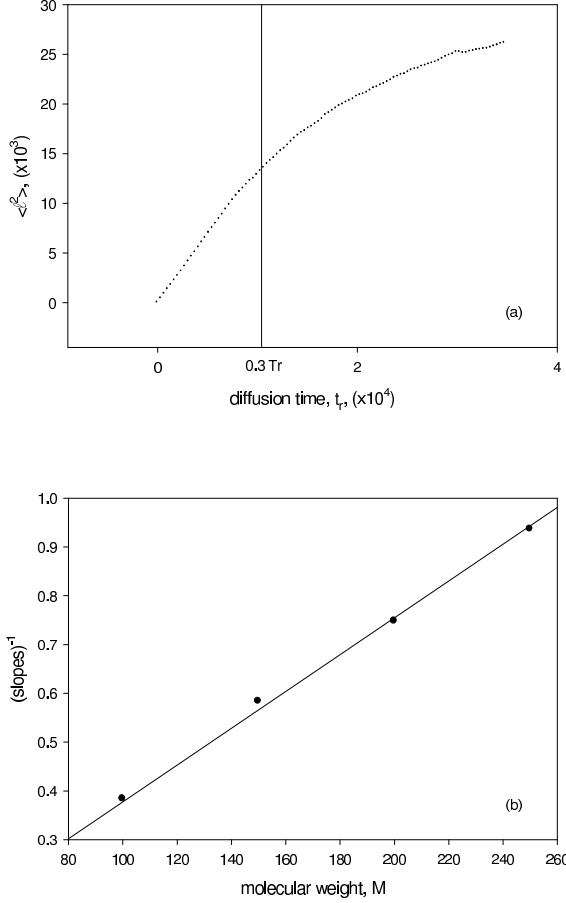 30
25
20
15
10
5
0
<ℓ²>, (x10³)
(a)
0 0.3 Tr 2 4
diffusion time, tᵣ, (x10⁴)
1.0
0.9
0.8
0.7
0.6
0.5
0.4
0.3
(slopes)⁻¹
(b)
80 100 120 140 160 180 200 220 240 260
molecular weight, M